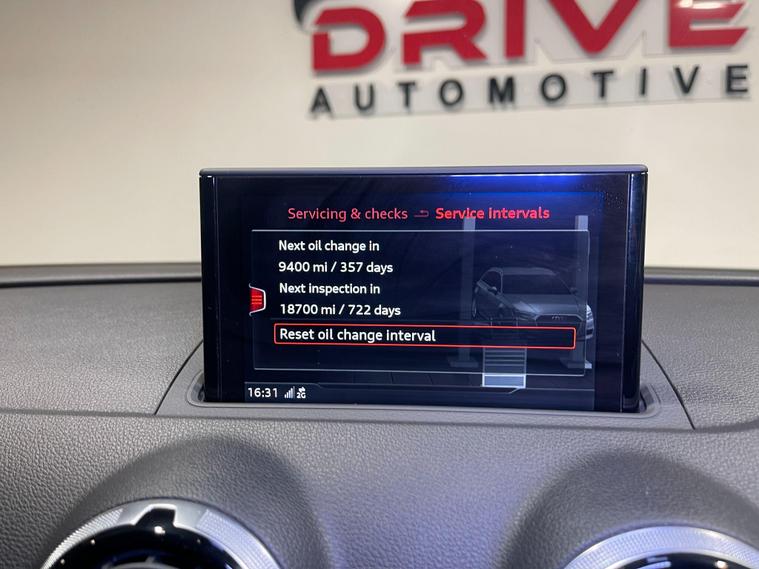 DRIVE
AUTOMOTIVE
Servicing & checks Service intervals
Next oil change in
9400 mi / 357 days
Next inspection in
18700 mi / 722 days
Reset oil change interval
16:31 2G